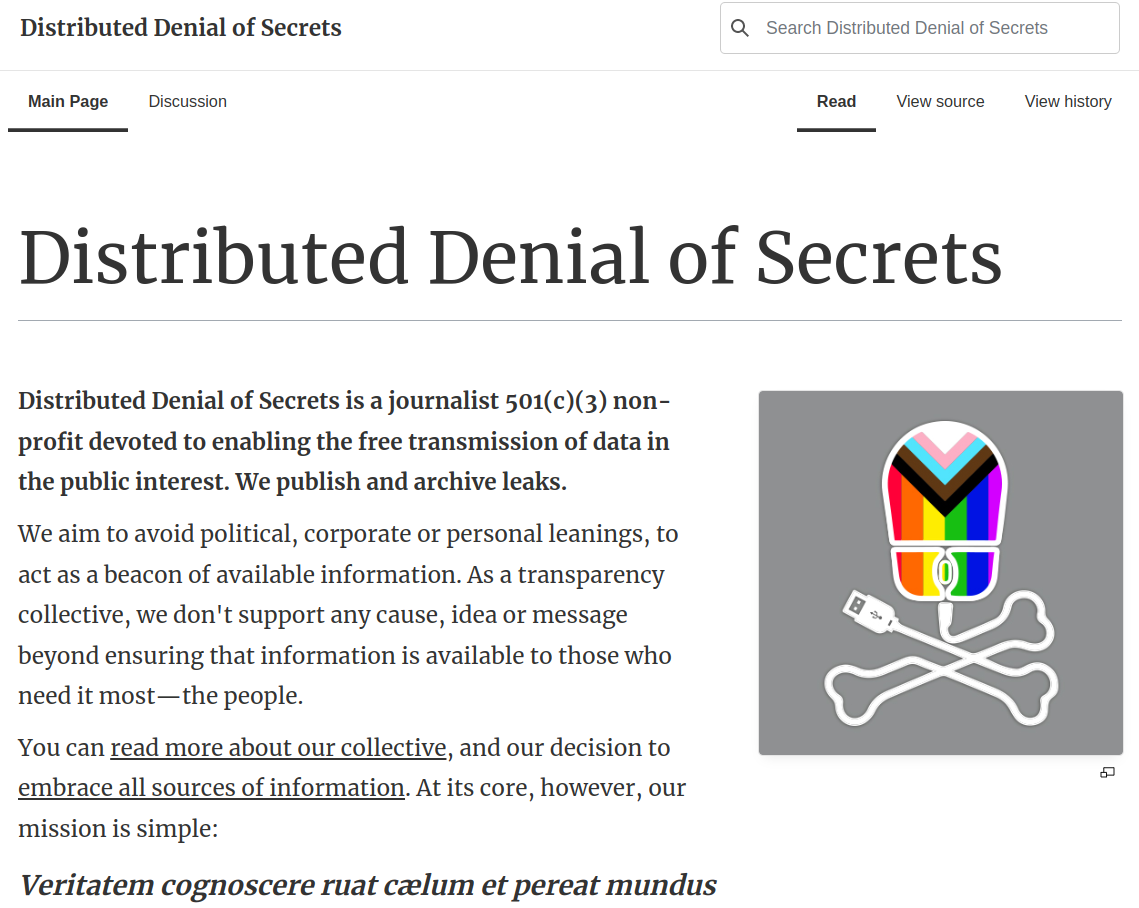 Distributed Denial of Secrets
Search Distributed Denial of Secrets
Main Page
Discussion
Read
View source
View history
Distributed Denial of Secrets
Distributed Denial of Secrets is a journalist 501(c)(3) non-
profit devoted to enabling the free transmission of data in
the public interest. We publish and archive leaks.
We aim to avoid political, corporate or personal leanings, to
act as a beacon of available information. As a transparency
collective, we don't support any cause, idea or message
beyond ensuring that information is available to those who
need it most—the people.
You can read more about our collective, and our decision to
embrace all sources of information. At its core, however, our
mission is simple:
Veritatem cognoscere ruat cælum et pereat mundus